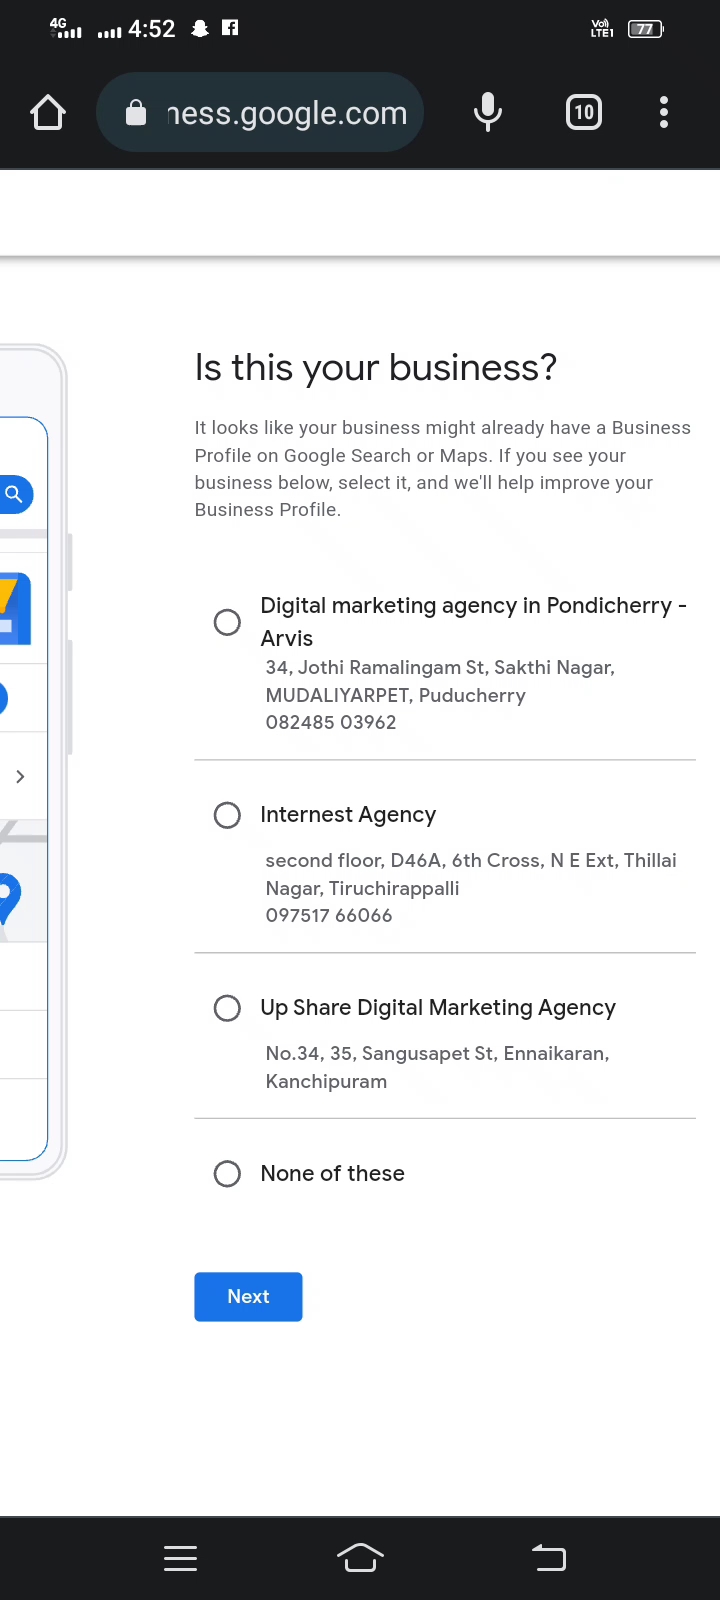 4G 4:52 Vo) LTE1 77
ness.google.com 10
Is this your business?
It looks like your business might already have a Business
Profile on Google Search or Maps. If you see your
business below, select it, and we'll help improve your
Business Profile.
Digital marketing agency in Pondicherry -
Arvis
34, Jothi Ramalingam St, Sakthi Nagar,
MUDALIYARPET, Puducherry
082485 03962
Internest Agency
second floor, D46A, 6th Cross, N E Ext, Thillai
Nagar, Tiruchirappalli
097517 66066
Up Share Digital Marketing Agency
No.34, 35, Sangusapet St, Ennaikaran,
Kanchipuram
None of these
Next